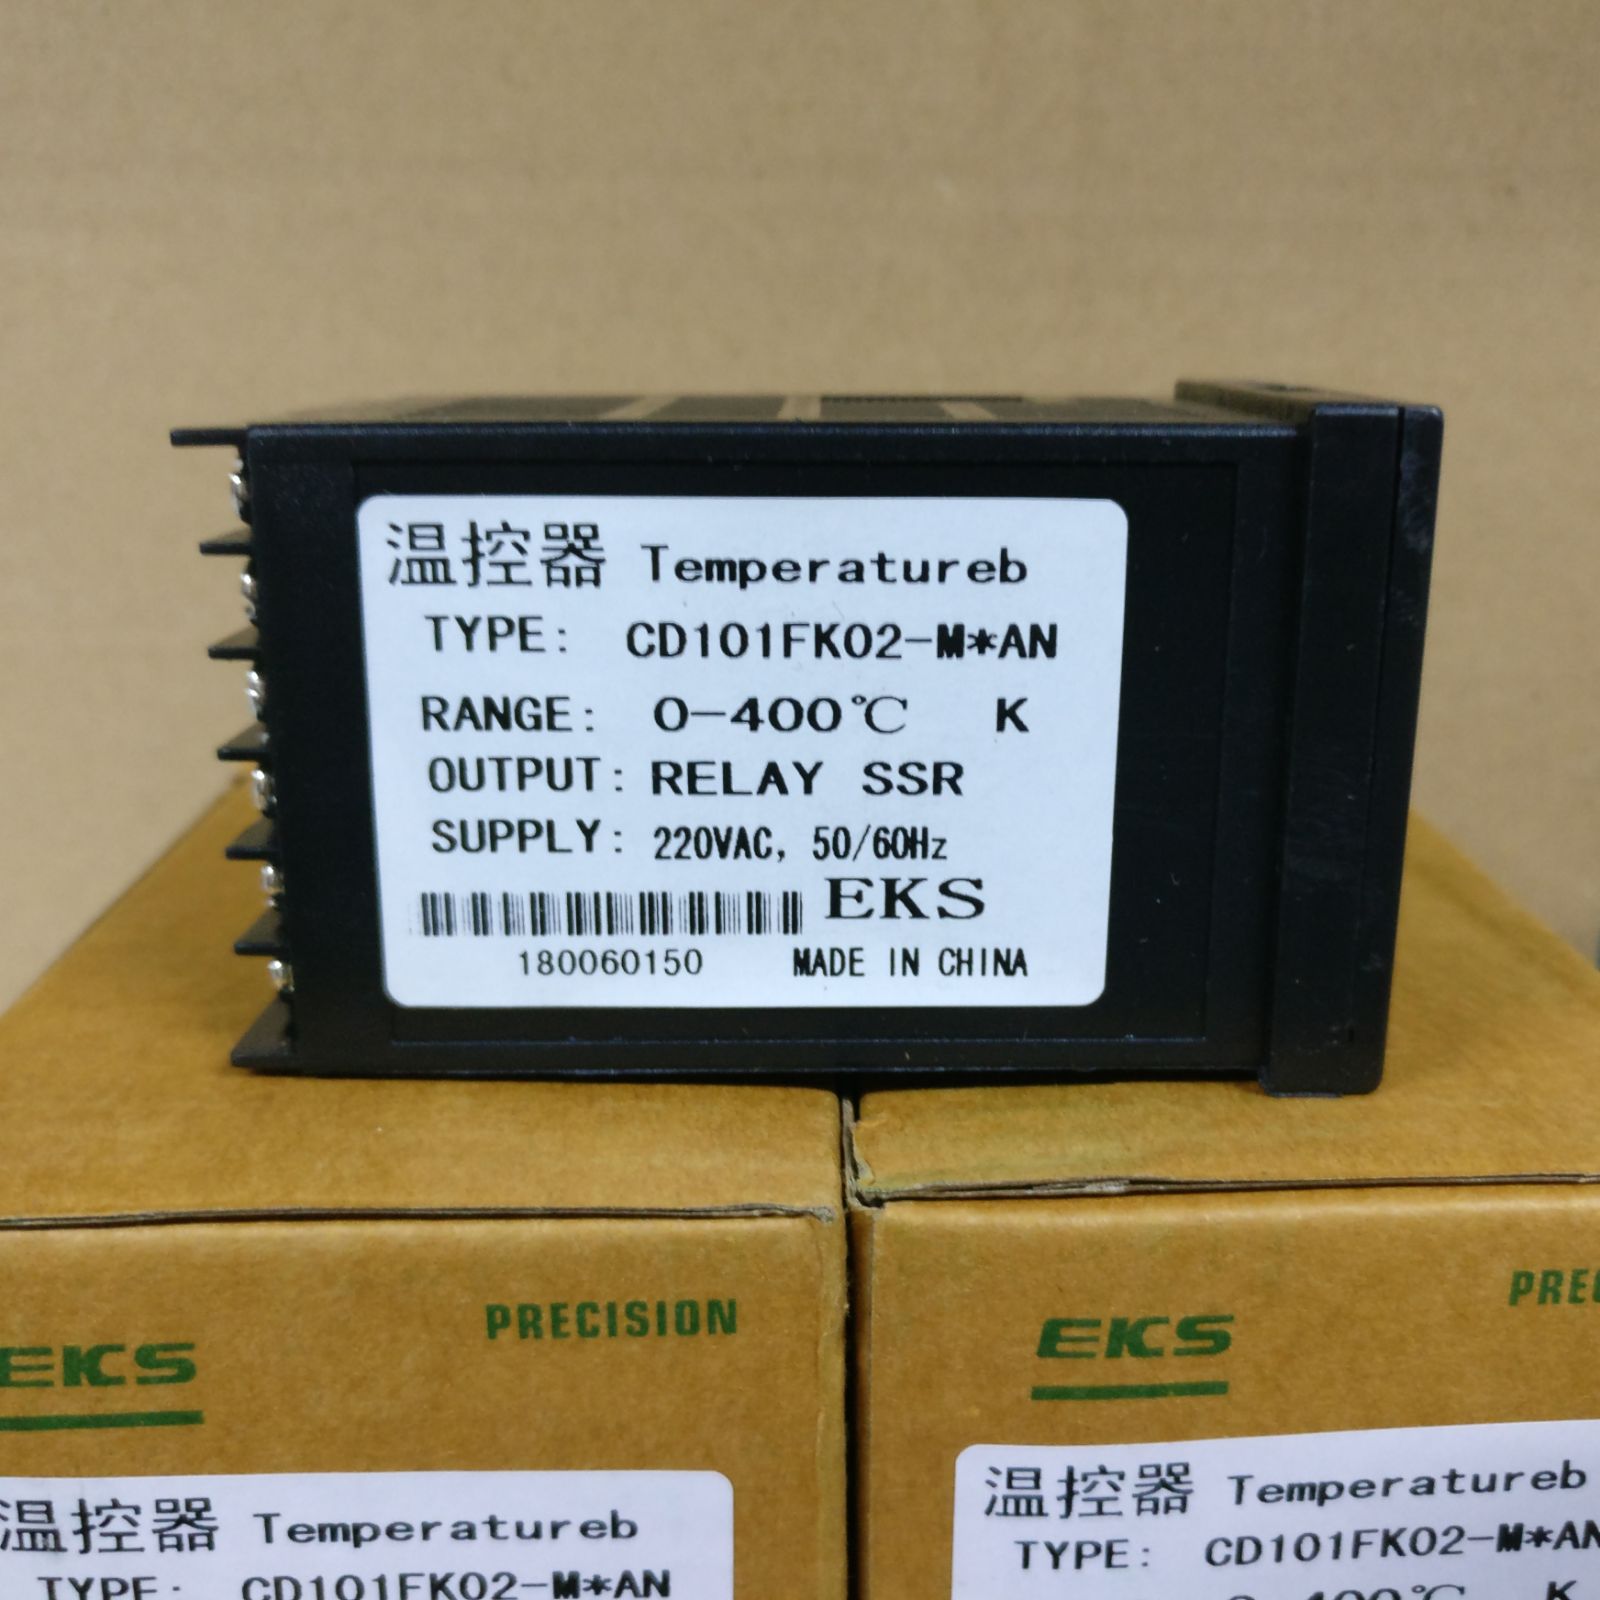 温控器 Temperatureb
TYPE: CD101FK02-M*AN
RANGE: 0-400℃ K
OUTPUT: RELAY SSR
SUPPLY: 220VAC, 50/60Hz
EKS
180060150 MADE IN CHINA
PRECISION
EKS
温控器 Temperatureb
TYPE: CD101FK02-M*AN
PREC
EKS
温控器 Temperatureb
TYPE: CD101FK02-M*AN
0-400℃ K